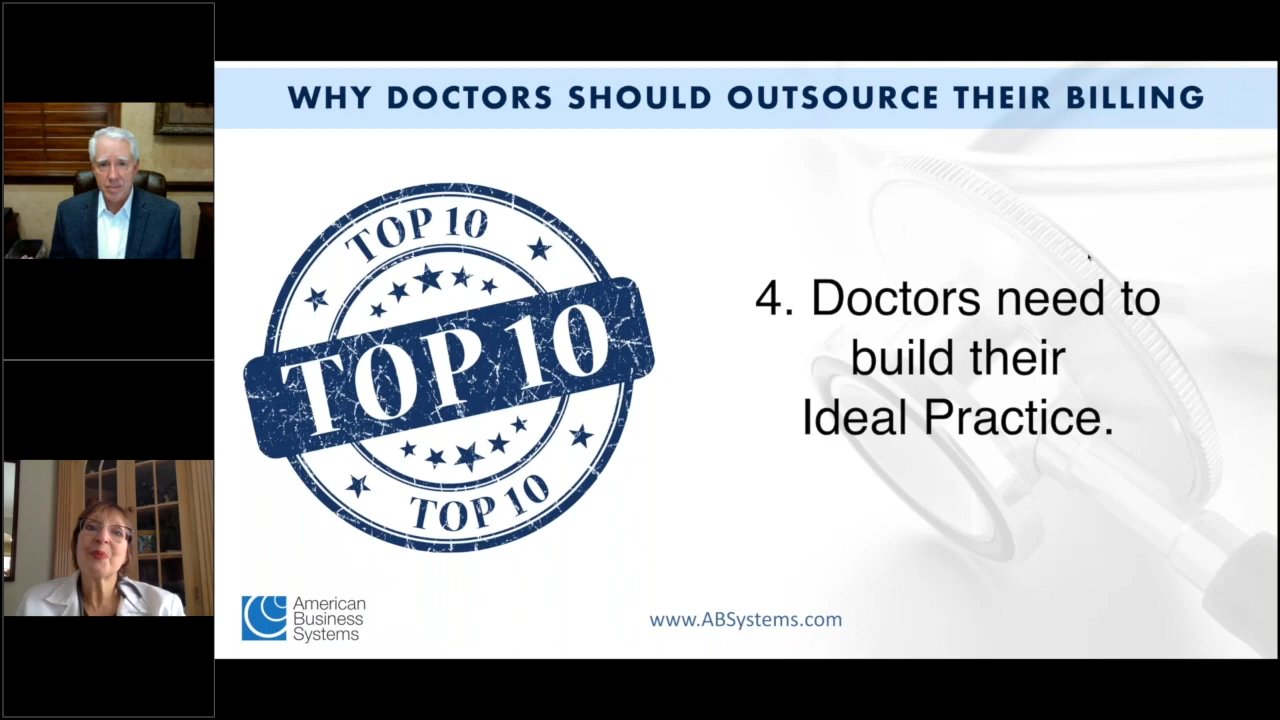 WHY DOCTORS SHOULD OUTSOURCE THEIR BILLING
TOP 10
TOP 10
TOP 10
4. Doctors need to
build their
Ideal Practice.
American
Business
Systems
www.ABSystems.com